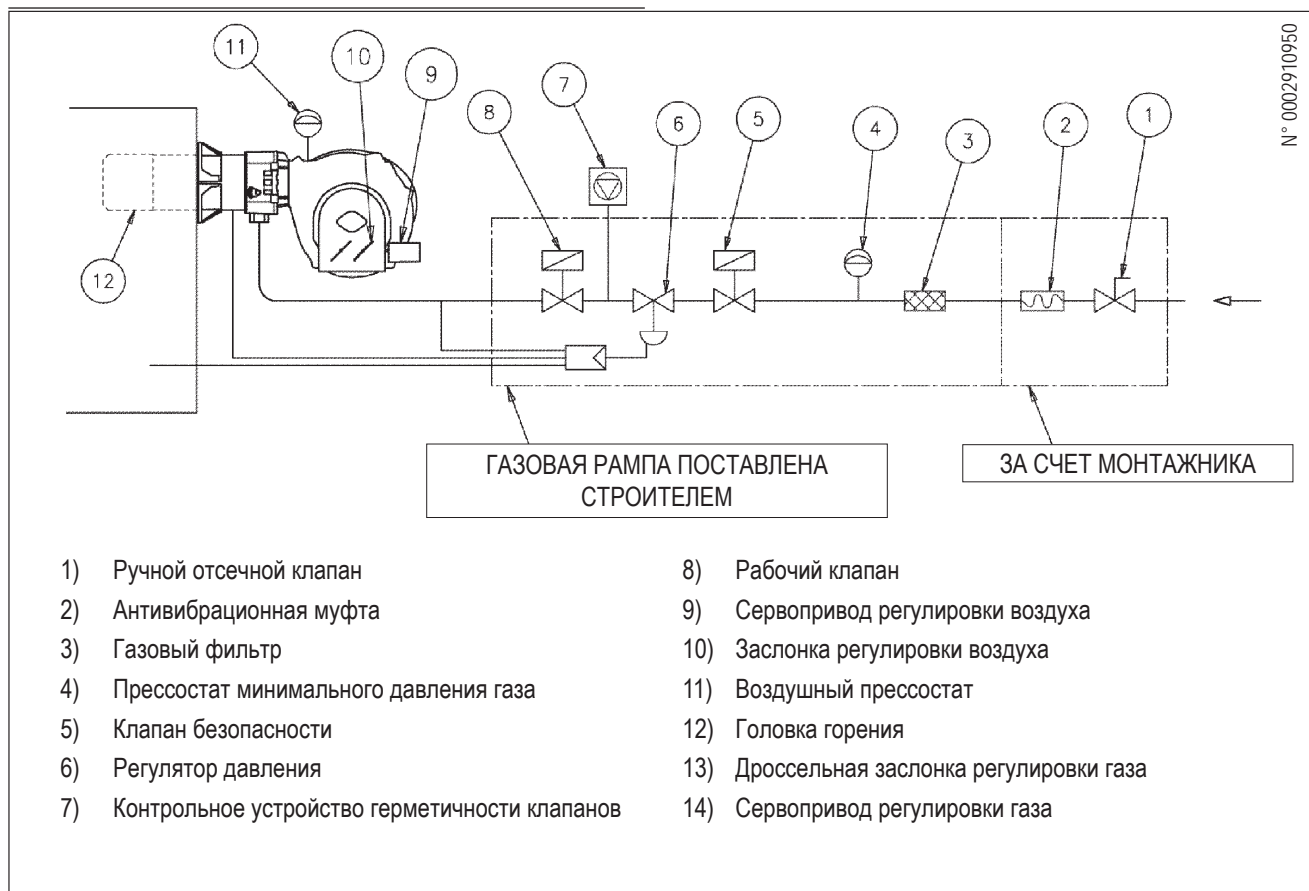 N° 0002910950
11
10
9
8
7
6
5
4
3
2
1
12
ГАЗОВАЯ РАМПА ПОСТАВЛЕНА
СТРОИТЕЛЕМ
ЗА СЧЕТ МОНТАЖНИКА
1) Ручной отсечной клапан
2) Антивибрационная муфта
3) Газовый фильтр
4) Прессостат минимального давления газа
5) Клапан безопасности
6) Регулятор давления
7) Контрольное устройство герметичности клапанов
8) Рабочий клапан
9) Сервопривод регулировки воздуха
10) Заслонка регулировки воздуха
11) Воздушный прессостат
12) Головка горения
13) Дроссельная заслонка регулировки газа
14) Сервопривод регулировки газа